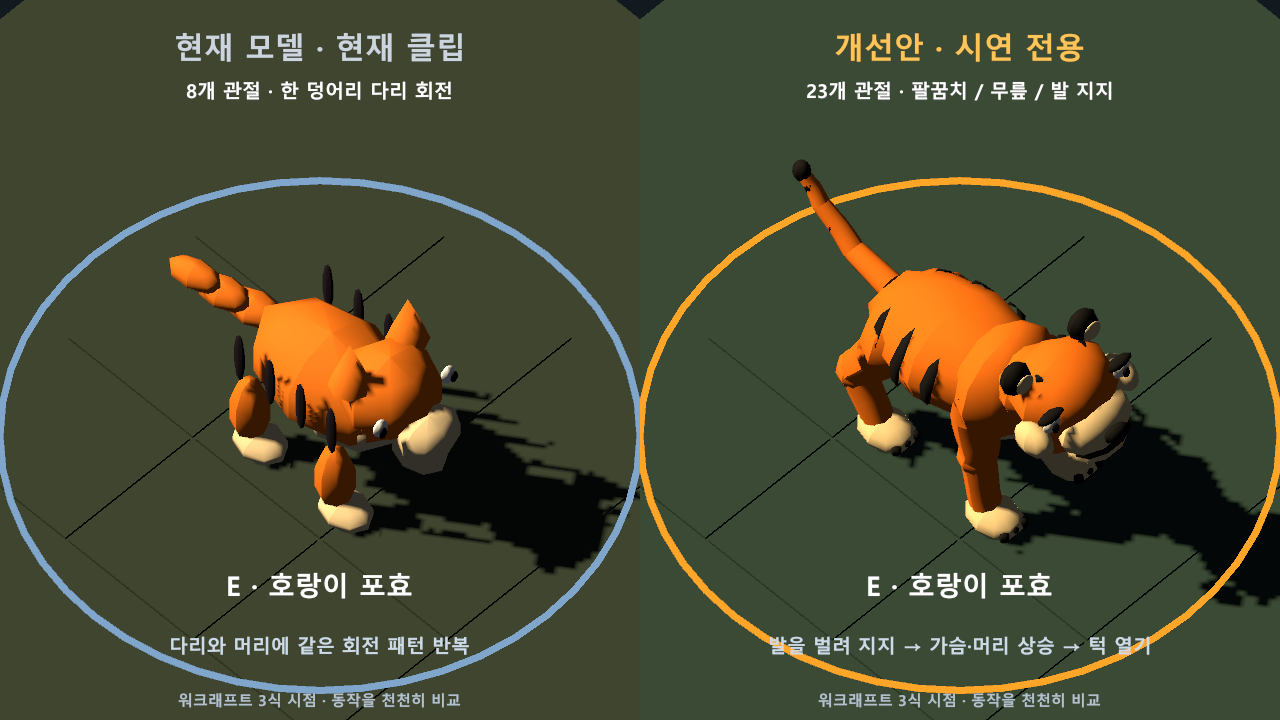 현재 모델 · 현재 클립
8개 관절 · 한 덩어리 다리 회전
E · 호랑이 포효
다리와 머리에 같은 회전 패턴 반복
워크래프트 3식 시점 · 동작을 천천히 비교
개선안 · 시연 전용
23개 관절 · 팔꿈치 / 무릎 / 발 지지
E · 호랑이 포효
발을 벌려 지지 → 가슴·머리 상승 → 턱 열기
워크래프트 3식 시점 · 동작을 천천히 비교